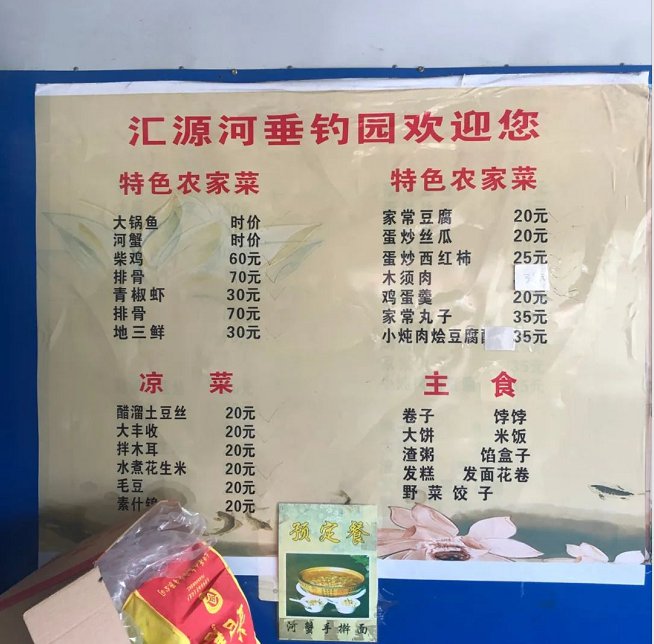 汇源河垂钓园欢迎您
特色农家菜
大锅鱼 时价
河蟹 时价
柴鸡 60元
排骨 70元
青椒虾 30元
排骨 70元
地三鲜 30元
特色农家菜
家常豆腐 20元
蛋炒丝瓜 20元
蛋炒西红柿 25元
木须肉
鸡蛋羹 20元
家常丸子 35元
小炖肉烩豆腐 35元
凉菜
醋溜土豆丝 20元
大丰收 20元
拌木耳 20元
水煮花生米 20元
毛豆 20元
素什锦 20元
主食
卷子 饽饽
大饼 米饭
渣粥 馅盒子
发糕 发面花卷
野菜饺子
预定餐
河蟹手擀面